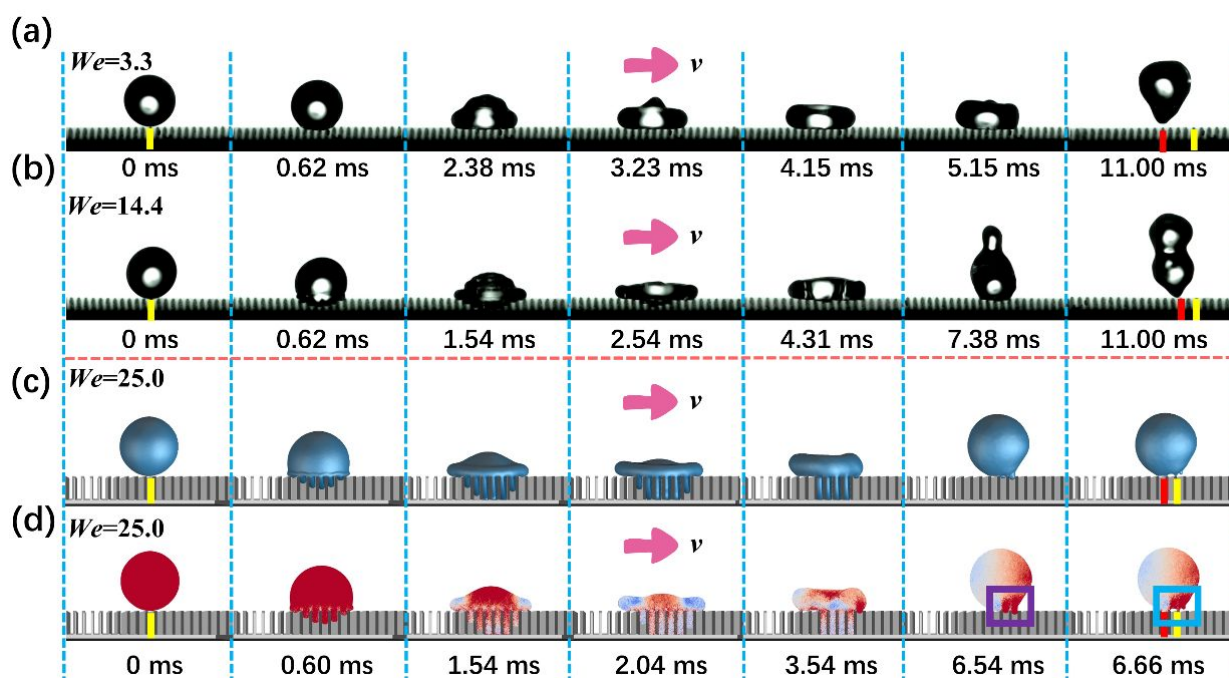 (a)
We=3.3
v
0 ms 0.62 ms 2.38 ms 3.23 ms 4.15 ms 5.15 ms 11.00 ms
(b)
We=14.4
v
0 ms 0.62 ms 1.54 ms 2.54 ms 4.31 ms 7.38 ms 11.00 ms
(c)
We=25.0
v
(d)
We=25.0
v
0 ms 0.60 ms 1.54 ms 2.04 ms 3.54 ms 6.54 ms 6.66 ms